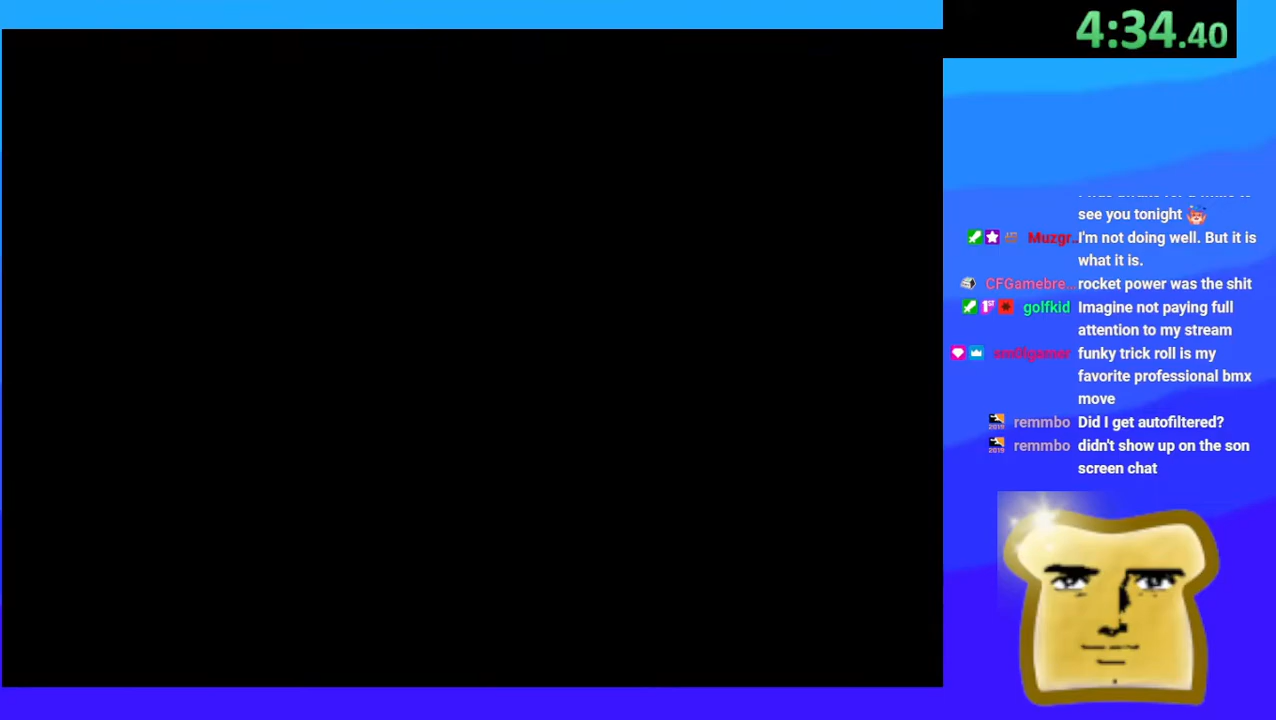 4:34.40
see you tonight
Muzgr.. I'm not doing well. But it is
what it is.
CFGamebre... rocket power was the shit
golfkid Imagine not paying full
attention to my stream
funky trick roll is my
favorite professional bmx
move
remmbo Did I get autofiltered?
remmbo didn't show up on the son
screen chat